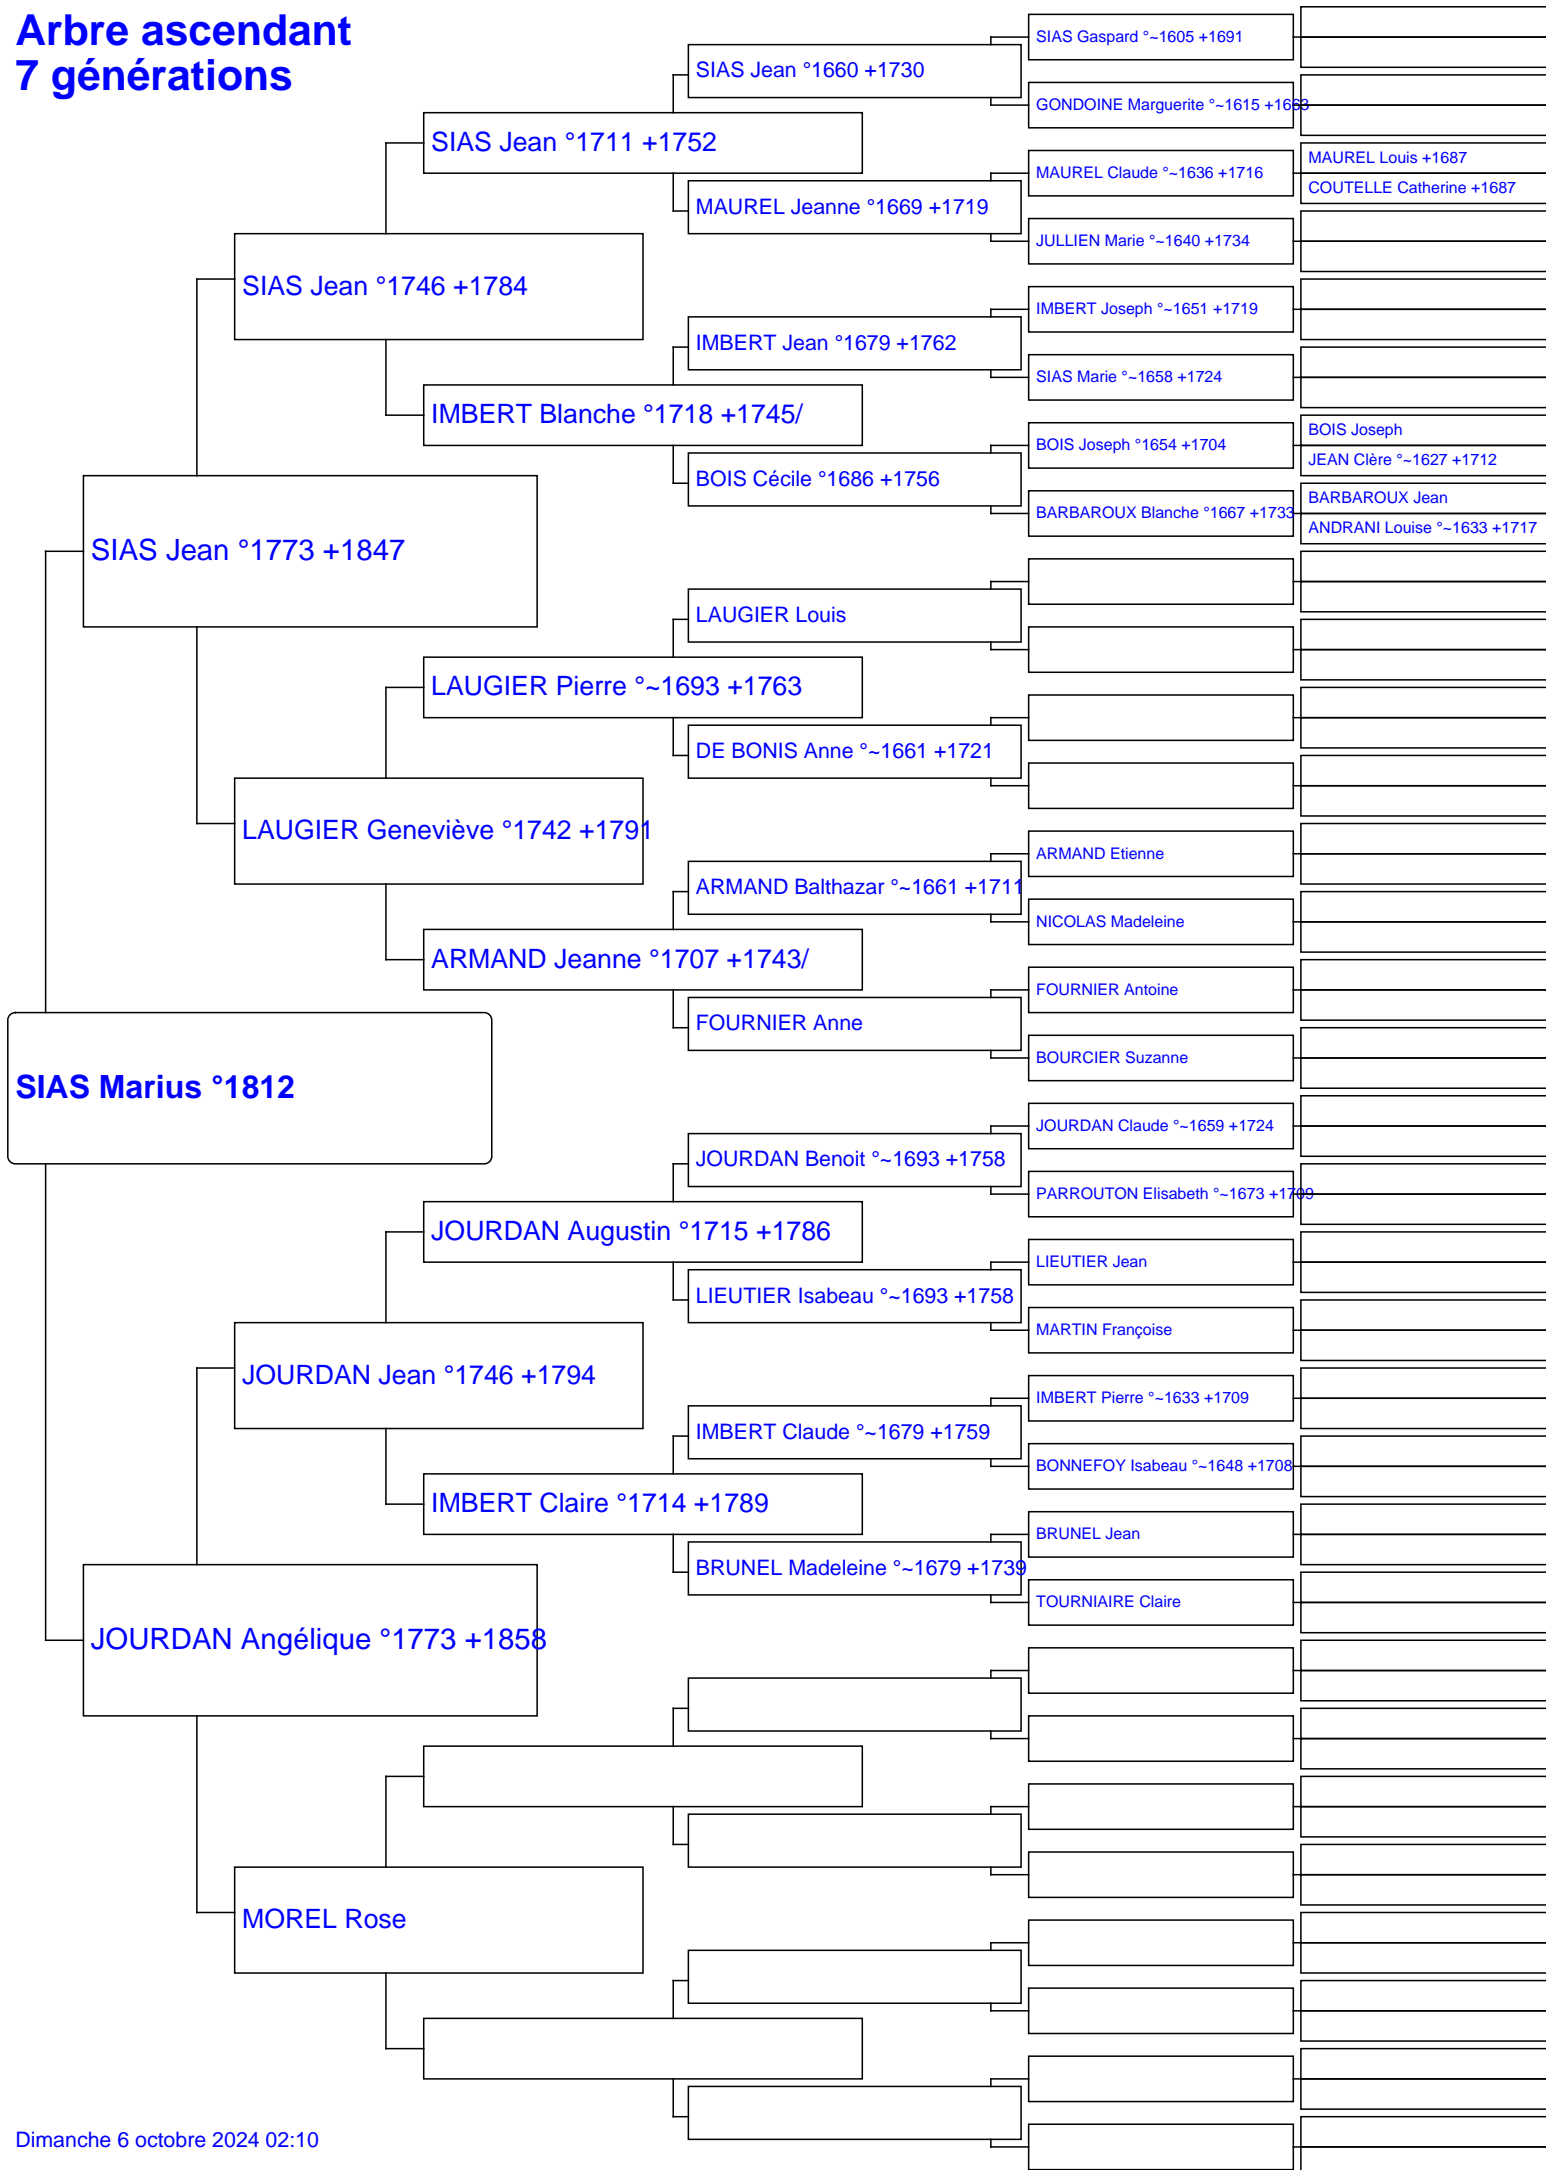 Arbre ascendant
7 générations
SIAS Gaspard °~1605 +1691
SIAS Jean °1660 +1730
GONDOINE Marguerite °~1615 +1663
SIAS Jean °1711 +1752
MAUREL Louis +1687
MAUREL Claude °~1636 +1716
COUTELLE Catherine +1687
MAUREL Jeanne °1669 +1719
JULLIEN Marie °~1640 +1734
SIAS Jean °1746 +1784
IMBERT Joseph °~1651 +1719
IMBERT Jean °1679 +1762
SIAS Marie °~1658 +1724
IMBERT Blanche °1718 +1745/
BOIS Joseph
BOIS Joseph °1654 +1704
JEAN Clère °~1627 +1712
BOIS Cécile °1686 +1756
BARBAROUX Jean
BARBAROUX Blanche °1667 +1733
ANDRANI Louise °~1633 +1717
SIAS Jean °1773 +1847
LAUGIER Louis
LAUGIER Pierre °~1693 +1763
DE BONIS Anne °~1661 +1721
LAUGIER Geneviève °1742 +1791
ARMAND Etienne
ARMAND Balthazar °~1661 +1711
NICOLAS Madeleine
ARMAND Jeanne °1707 +1743/
FOURNIER Antoine
FOURNIER Anne
BOURCIER Suzanne
SIAS Marius °1812
JOURDAN Claude °~1659 +1724
JOURDAN Benoit °~1693 +1758
PARROUTON Elisabeth °~1673 +1709
JOURDAN Augustin °1715 +1786
LIEUTIER Jean
LIEUTIER Isabeau °~1693 +1758
MARTIN Françoise
JOURDAN Jean °1746 +1794
IMBERT Pierre °~1633 +1709
IMBERT Claude °~1679 +1759
BONNEFOY Isabeau °~1648 +1708
IMBERT Claire °1714 +1789
BRUNEL Jean
BRUNEL Madeleine °~1679 +1739
TOURNIAIRE Claire
JOURDAN Angélique °1773 +1858
MOREL Rose
Dimanche 6 octobre 2024 02:10